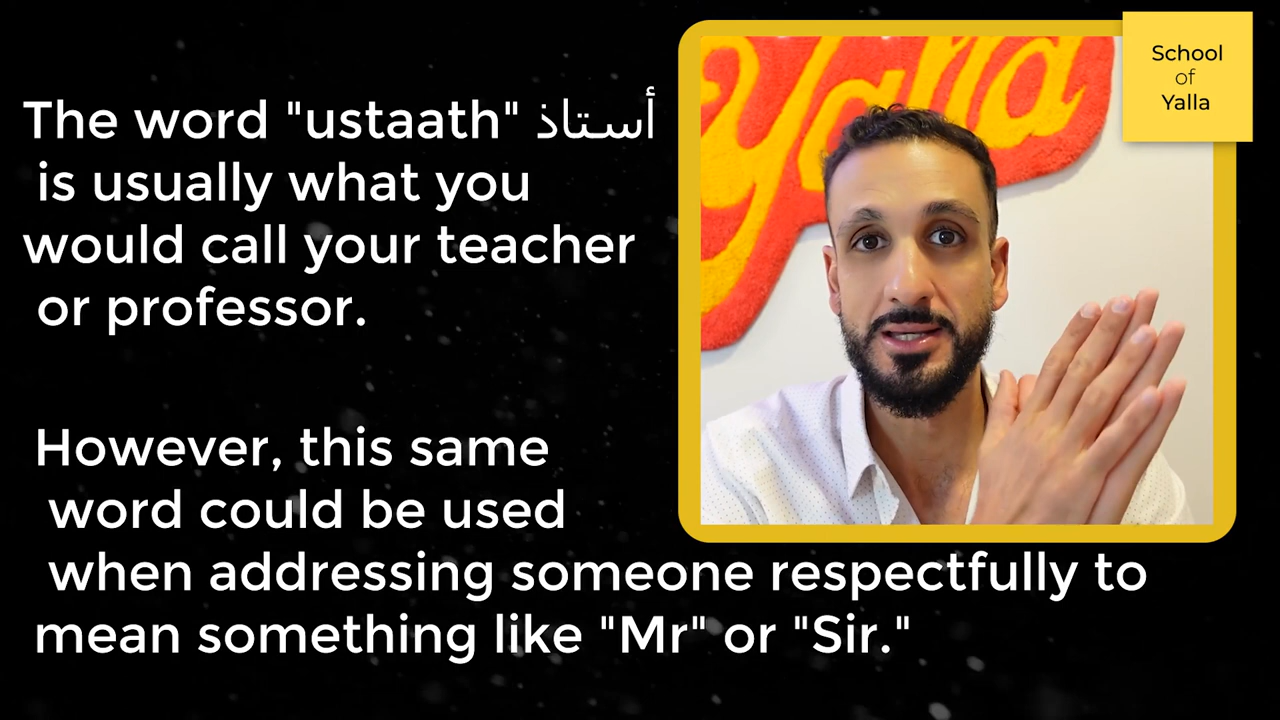 The word "ustaath" أستاذ
is usually what you
would call your teacher
or professor.
However, this same
word could be used
when addressing someone respectfully to
mean something like "Mr" or "Sir."
Yalla
School
of
Yalla